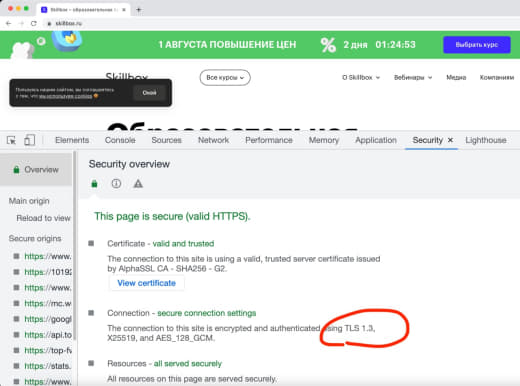 Skillbox – образовательная
skillbox.ru
1 АВГУСТА ПОВЫШЕНИЕ ЦЕН
2 дня 01:24:53
Выбрать курс
Skillbox
Все курсы
О Skillbox
Вебинары
Медиа
Компаниям
Пользуясь нашим сайтом, вы соглашаетесь
с тем, что мы используем cookies
Окей
Образовательная
Elements Console Sources Network Performance Memory Application Security Lighthouse
Overview
Main origin
Reload to view
Secure origins
https://www.
https://10192
https://www.
https://mc.w
https://googl
https://api.to
https://top-fw
https://stats.
https://www.
Security overview
This page is secure (valid HTTPS).
Certificate - valid and trusted
The connection to this site is using a valid, trusted server certificate issued
by AlphaSSL CA - SHA256 - G2.
View certificate
Connection - secure connection settings
The connection to this site is encrypted and authenticated using TLS 1.3,
X25519, and AES_128_GCM.
Resources - all served securely
All resources on this page are served securely.